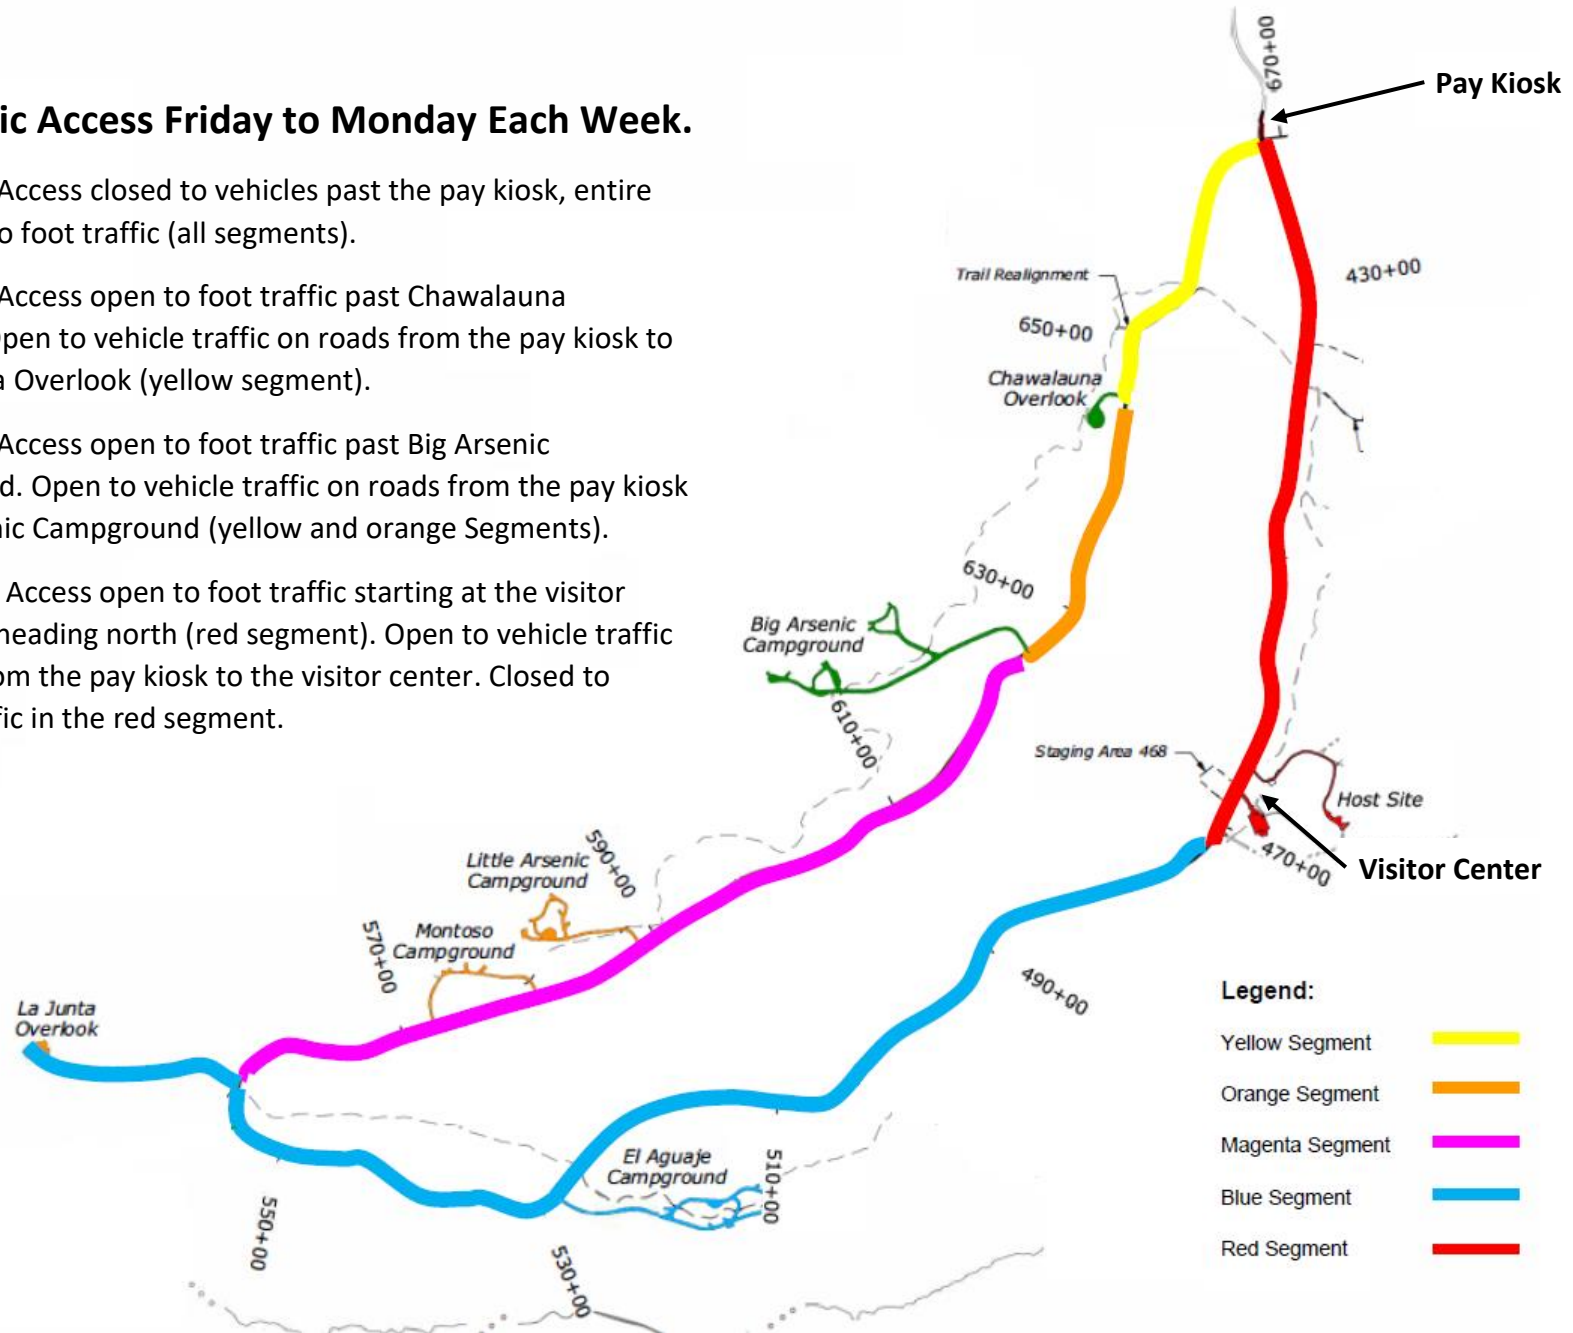 ic Access Friday to Monday Each Week.
Access closed to vehicles past the pay kiosk, entire
o foot traffic (all segments).
Access open to foot traffic past Chawalauna
pen to vehicle traffic on roads from the pay kiosk to
a Overlook (yellow segment).
Access open to foot traffic past Big Arsenic
d. Open to vehicle traffic on roads from the pay kiosk
nic Campground (yellow and orange Segments).
Access open to foot traffic starting at the visitor
heading north (red segment). Open to vehicle traffic
om the pay kiosk to the visitor center. Closed to
fic in the red segment.
670+00
Pay Kiosk
430+00
Trail Realignment
650+00
Chawalauna
Overlook
630+00
Big Arsenic
Campground
610+00
Staging Area 468
Host Site
470+00
Visitor Center
590+00
Little Arsenic
Campground
570+00
Montoso
Campground
490+00
La Junta
Overlook
El Aguaje
Campground
510+00
550+00
530+00
Legend:
Yellow Segment
Orange Segment
Magenta Segment
Blue Segment
Red Segment